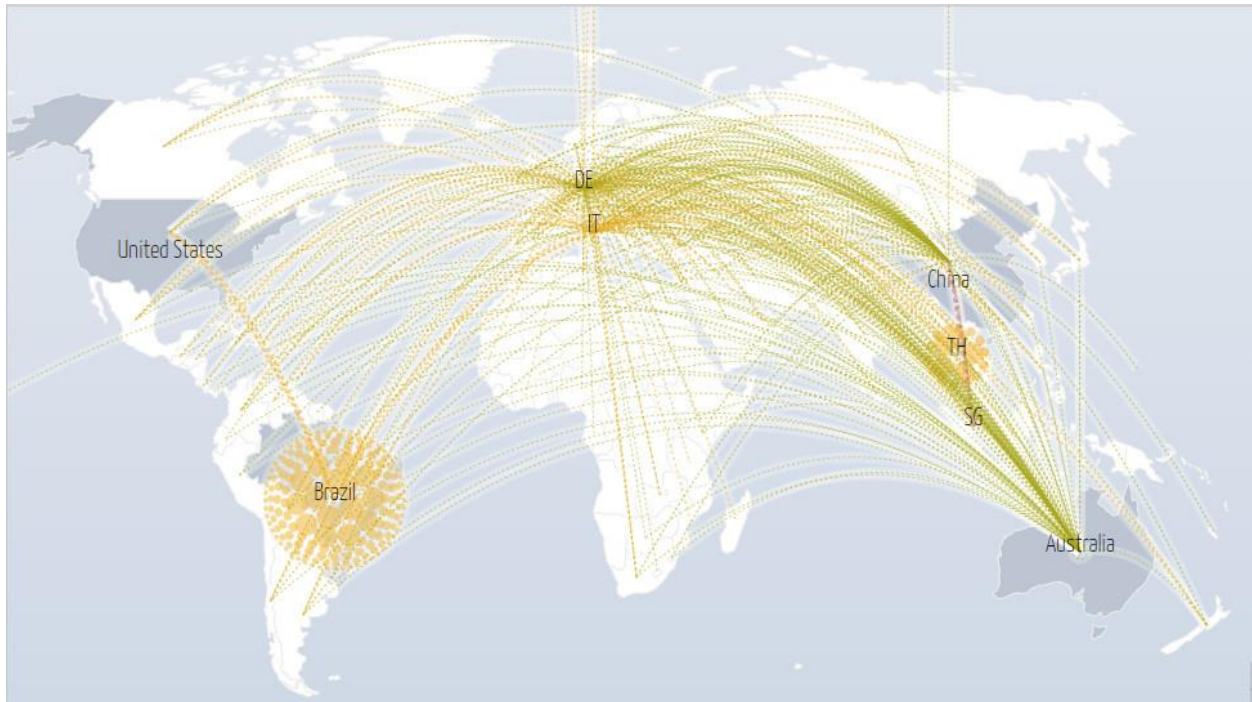 DE
IT
United States
China
TH
SG
Brazil
Australia